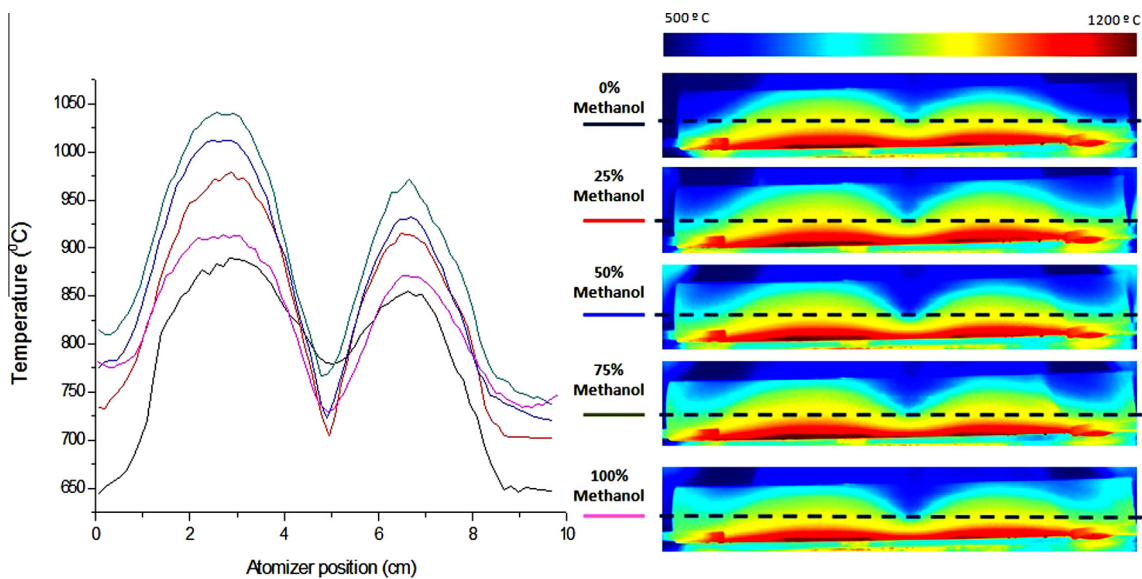 500 º C
1200 º C
1050
1000
950
900
850
800
750
700
650
Temperature (⁰C)
0
2
4
6
8
10
Atomizer position (cm)
0%
Methanol
25%
Methanol
50%
Methanol
75%
Methanol
100%
Methanol